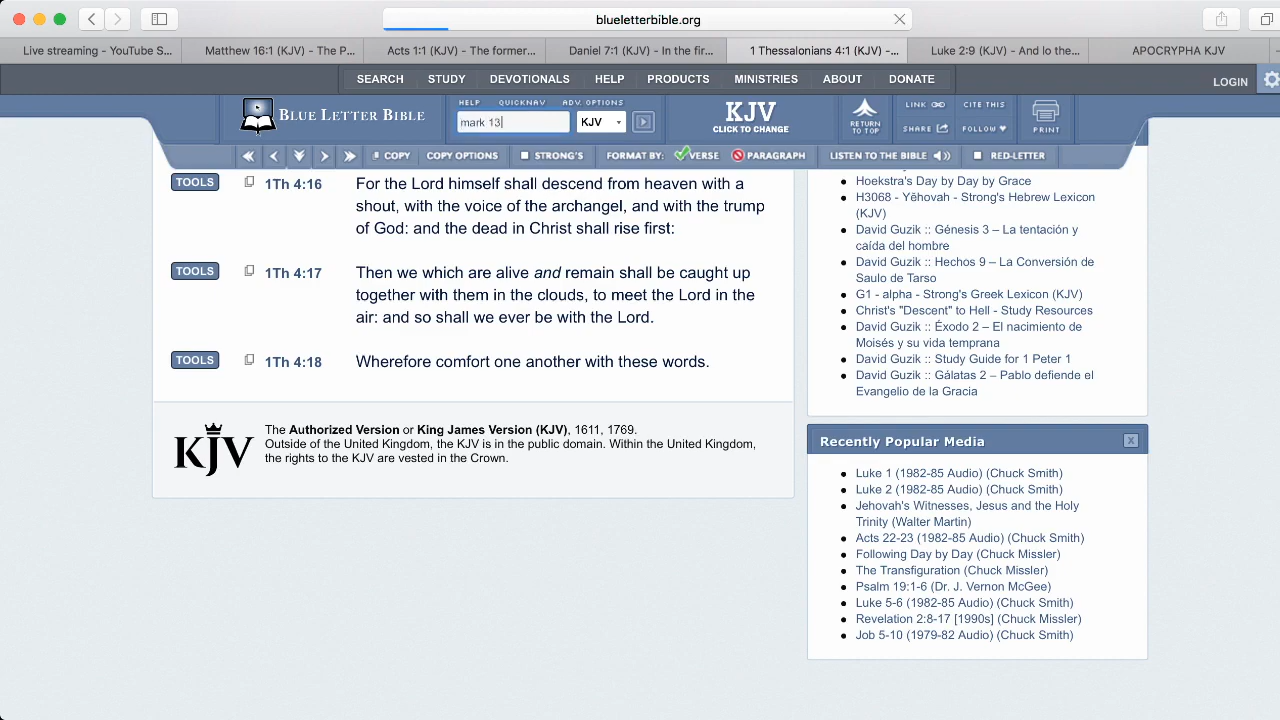 blueletterbible.org
Live streaming - YouTube S...
Matthew 16:1 (KJV) - The P...
Acts 1:1 (KJV) - The former...
Daniel 7:1 (KJV) - In the fir...
1 Thessalonians 4:1 (KJV) -...
Luke 2:9 (KJV) - And lo the...
APOCRYPHA KJV
SEARCH STUDY DEVOTIONALS HELP PRODUCTS MINISTRIES ABOUT DONATE
LOGIN
BLUE LETTER BIBLE
HELP QUICKNAV ADV. OPTIONS
mark 13
KJV
KJV
CLICK TO CHANGE
RETURN
TO TOP
LINK
CITE THIS
SHARE
FOLLOW
PRINT
COPY COPY OPTIONS STRONG'S FORMAT BY: VERSE PARAGRAPH LISTEN TO THE BIBLE RED-LETTER
TOOLS 1Th 4:16 For the Lord himself shall descend from heaven with a
shout, with the voice of the archangel, and with the trump
of God: and the dead in Christ shall rise first:
TOOLS 1Th 4:17 Then we which are alive and remain shall be caught up
together with them in the clouds, to meet the Lord in the
air: and so shall we ever be with the Lord.
TOOLS 1Th 4:18 Wherefore comfort one another with these words.
KJV
The Authorized Version or King James Version (KJV), 1611, 1769.
Outside of the United Kingdom, the KJV is in the public domain. Within the United Kingdom,
the rights to the KJV are vested in the Crown.
Hoekstra's Day by Day by Grace
H3068 - Yĕhovah - Strong's Hebrew Lexicon
(KJV)
David Guzik :: Génesis 3 – La tentación y
caída del hombre
David Guzik :: Hechos 9 – La Conversión de
Saulo de Tarso
G1 - alpha - Strong's Greek Lexicon (KJV)
Christ's "Descent" to Hell - Study Resources
David Guzik :: Éxodo 2 – El nacimiento de
Moisés y su vida temprana
David Guzik :: Study Guide for 1 Peter 1
David Guzik :: Gálatas 2 – Pablo defiende el
Evangelio de la Gracia
Recently Popular Media
x
Luke 1 (1982-85 Audio) (Chuck Smith)
Luke 2 (1982-85 Audio) (Chuck Smith)
Jehovah's Witnesses, Jesus and the Holy
Trinity (Walter Martin)
Acts 22-23 (1982-85 Audio) (Chuck Smith)
Following Day by Day (Chuck Missler)
The Transfiguration (Chuck Missler)
Psalm 19:1-6 (Dr. J. Vernon McGee)
Luke 5-6 (1982-85 Audio) (Chuck Smith)
Revelation 2:8-17 [1990s] (Chuck Missler)
Job 5-10 (1979-82 Audio) (Chuck Smith)